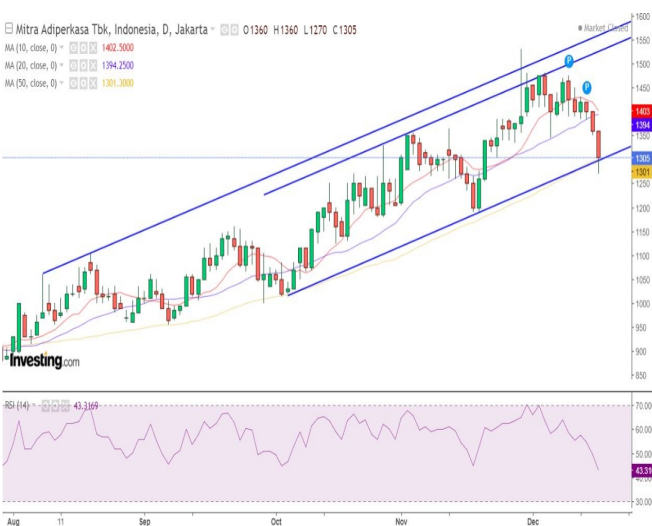 Mitra Adiperkasa Tbk, Indonesia, D, Jakarta O1360 H1360 L1270 C1305
Market Closed
MA (10, close, 0) 1402.5000
MA (20, close, 0) 1394.2500
MA (50, close, 0) 1301.3000
P
P
1600
1550
1500
1450
1403
1394
1350
1305
1301
1250
1200
1150
1100
1050
1000
950
900
850
Investing.com
RSI (14) 43.3169
70.00
60.00
50.00
43.31
30.00
Aug 11 Sep Oct Nov Dec